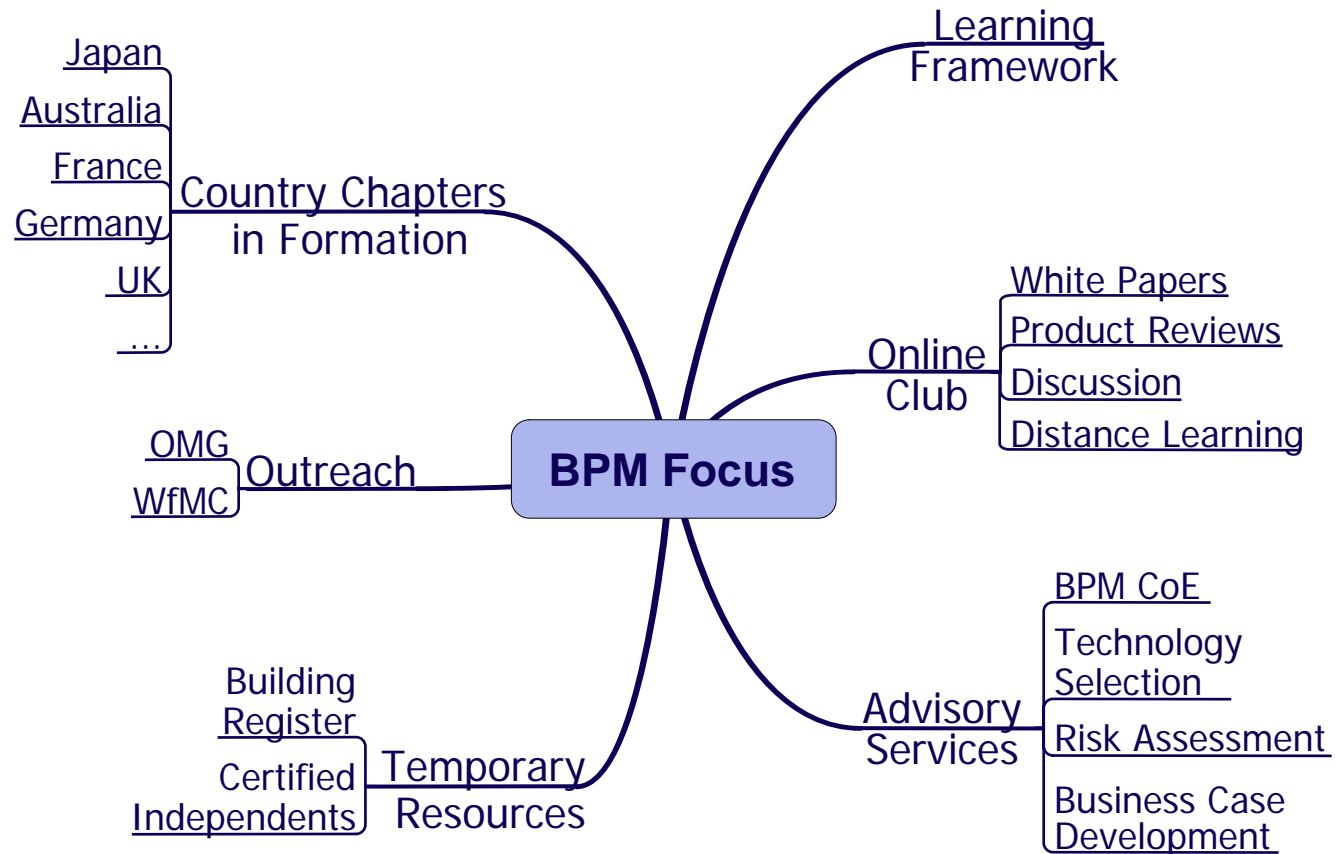 Learning
Framework
Japan
Australia
France
Germany
UK
...
Country Chapters
in Formation
White Papers
Product Reviews
Discussion
Distance Learning
Online
Club
BPM Focus
OMG
WfMC
Outreach
BPM CoE
Technology
Selection
Risk Assessment
Business Case
Development
Advisory
Services
Building
Register
Certified
Independents
Temporary
Resources